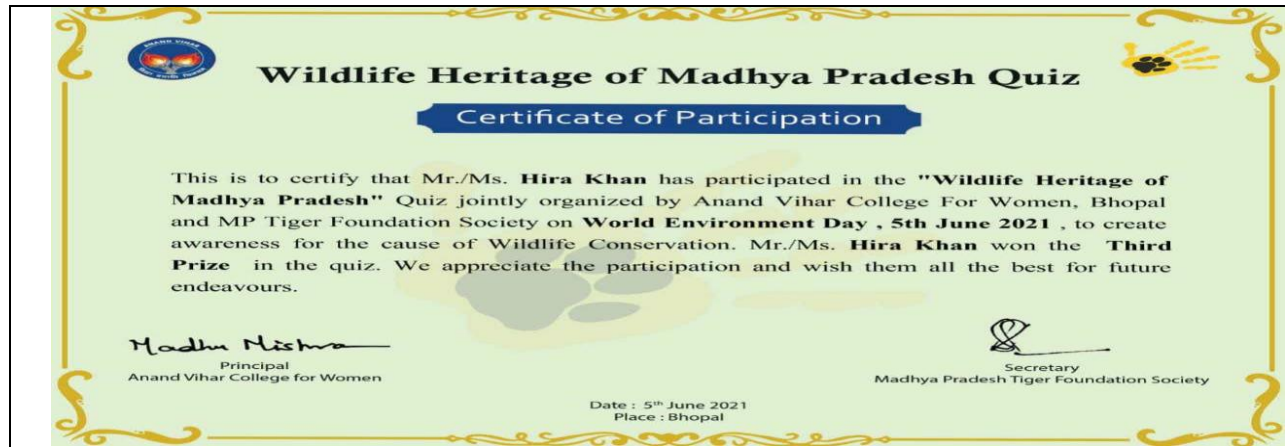 ANAND VIHAR
Wildlife Heritage of Madhya Pradesh Quiz
Certificate of Participation
This is to certify that Mr./Ms. Hira Khan has participated in the "Wildlife Heritage of
Madhya Pradesh" Quiz jointly organized by Anand Vihar College For Women, Bhopal
and MP Tiger Foundation Society on World Environment Day , 5th June 2021 , to create
awareness for the cause of Wildlife Conservation. Mr./Ms. Hira Khan won the Third
Prize in the quiz. We appreciate the participation and wish them all the best for future
endeavours.
Madhu Mishra
Principal
Anand Vihar College for Women
Secretary
Madhya Pradesh Tiger Foundation Society
Date : 5th June 2021
Place : Bhopal